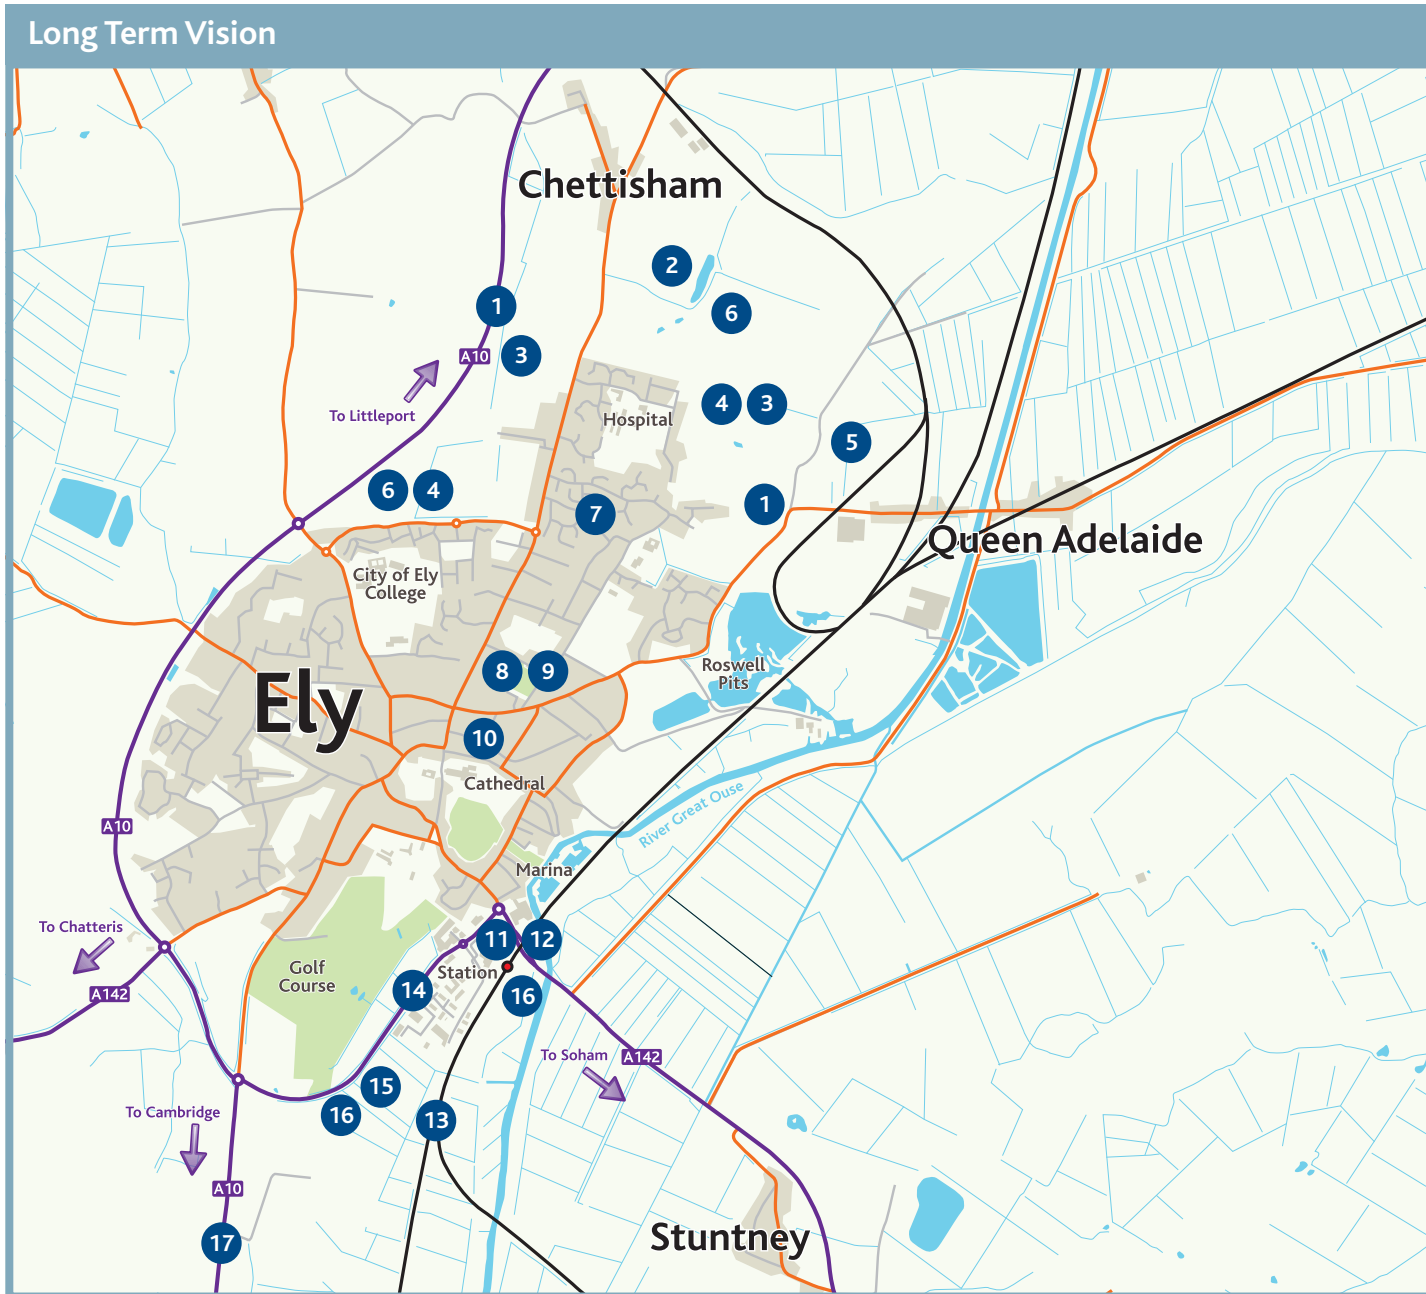 Long Term Vision
Chettisham
2
6
1
A10
3
To Littleport
4
3
Hospital
5
6
4
1
7
Queen Adelaide
City of Ely
College
8
9
Roswell
Pits
Ely
10
Cathedral
River Great Ouse
A10
Marina
To Chatteris
11
12
Golf
Course
Station
14
16
A142
To Soham
A142
15
16
13
To Cambridge
A10
17
Stuntney